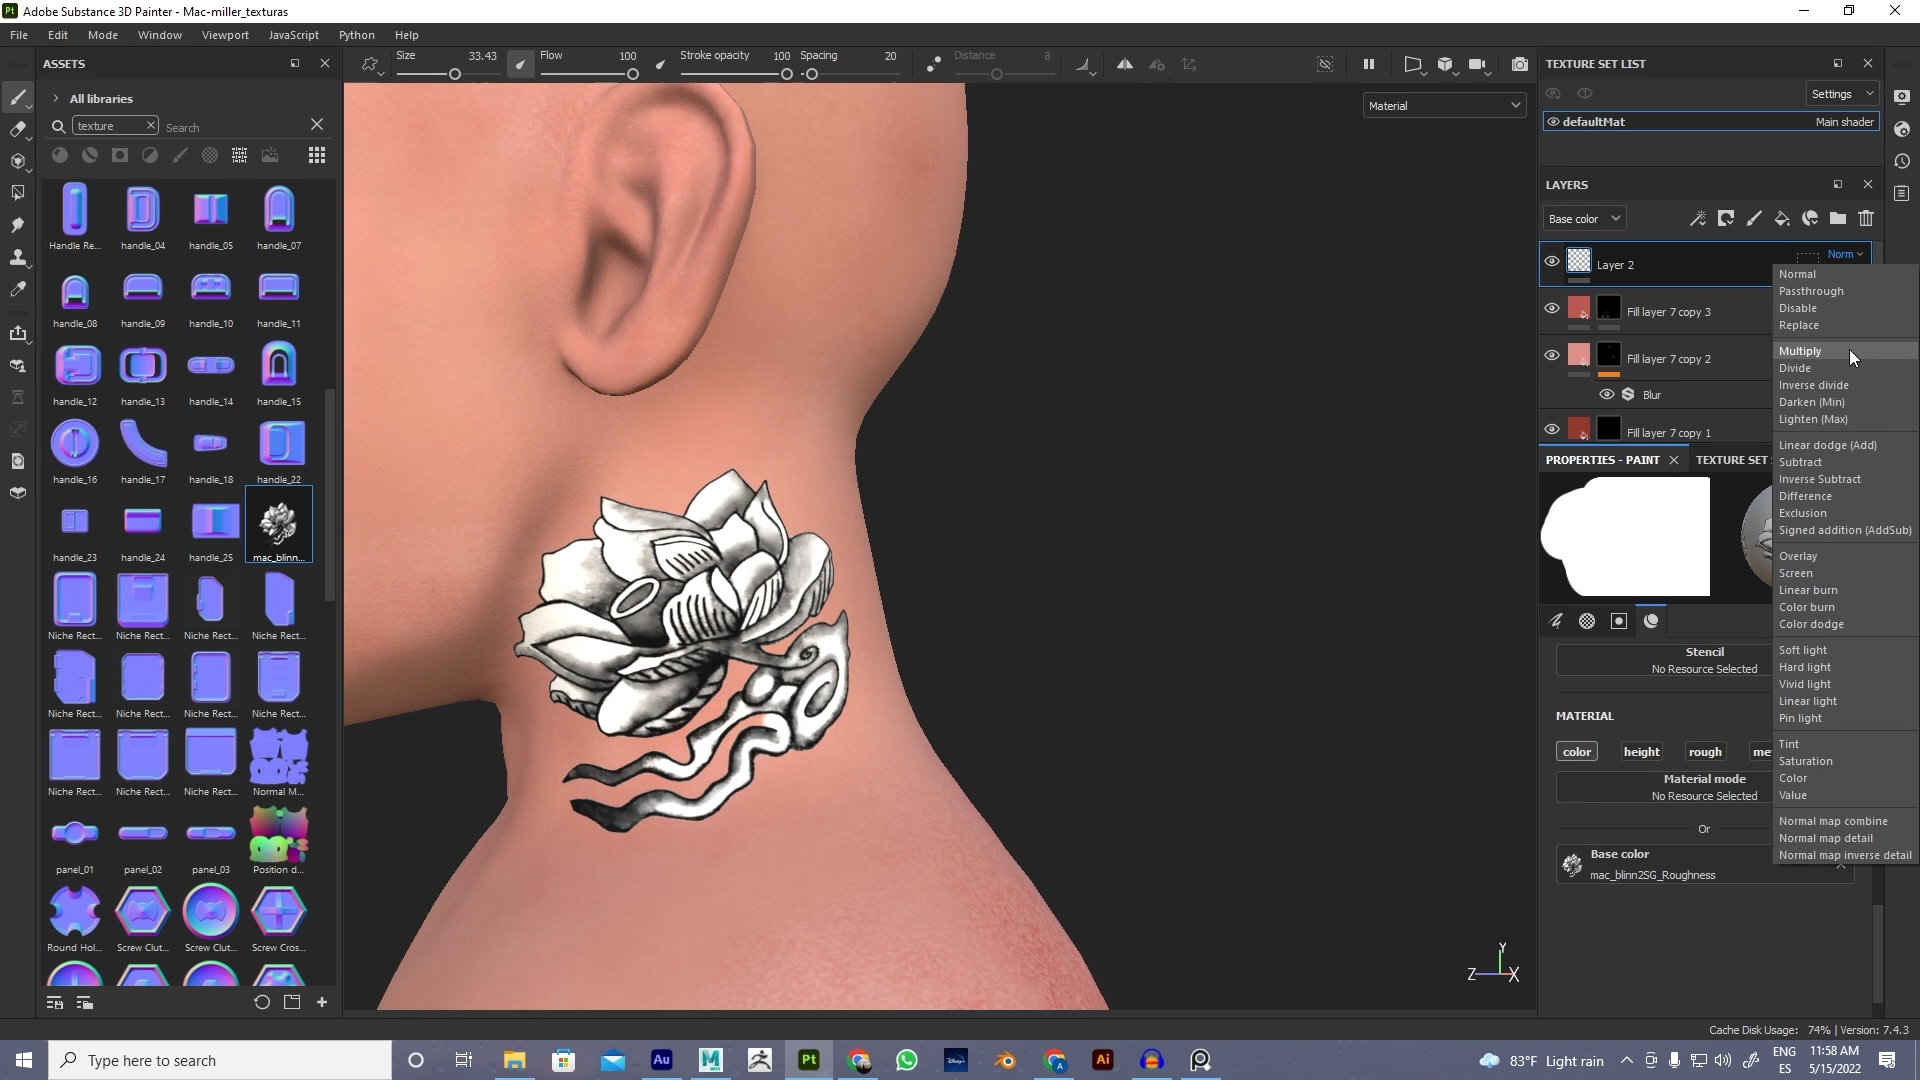 Adobe Substance 3D Painter - Mac-miller_texturas
File Edit Mode Window Viewport JavaScript Python Help
ASSETS
Size 33.43 Flow 100 Stroke opacity 100 Spacing 20 Distance 8
TEXTURE SET LIST
All libraries
texture Search
Material
Settings
defaultMat Main shader
LAYERS
Base color
Layer 2 Norm
Fill layer 7 copy 3
Fill layer 7 copy 2
Blur
Fill layer 7 copy 1
Normal
Passthrough
Disable
Replace
Multiply
Divide
Inverse divide
Darken (Min)
Lighten (Max)
Linear dodge (Add)
Subtract
Inverse Subtract
Difference
Exclusion
Signed addition (AddSub)
Overlay
Screen
Linear burn
Color burn
Color dodge
Soft light
Hard light
Vivid light
Linear light
Pin light
Tint
Saturation
Color
Value
Normal map combine
Normal map detail
Normal map inverse detail
PROPERTIES - PAINT TEXTURE SET
Stencil
No Resource Selected
MATERIAL
color height rough me
Material mode
No Resource Selected
Or
Base color
mac_blinn2SG_Roughness
Handle Re... handle_04 handle_05 handle_07
handle_08 handle_09 handle_10 handle_11
handle_12 handle_13 handle_14 handle_15
handle_16 handle_17 handle_18 handle_22
handle_23 handle_24 handle_25 mac_blinn...
Niche Rect... Niche Rect... Niche Rect... Niche Rect...
Niche Rect... Niche Rect... Niche Rect... Niche Rect...
Niche Rect... Niche Rect... Niche Rect... Normal M...
panel_01 panel_02 panel_03 Position d...
Round Hol... Screw Clut... Screw Clut... Screw Cros...
Y
Z X
Cache Disk Usage: 74% | Version: 7.4.3
Type here to search
Au
M
Pt
A
Ai
83°F Light rain
ENG
ES
11:58 AM
5/15/2022